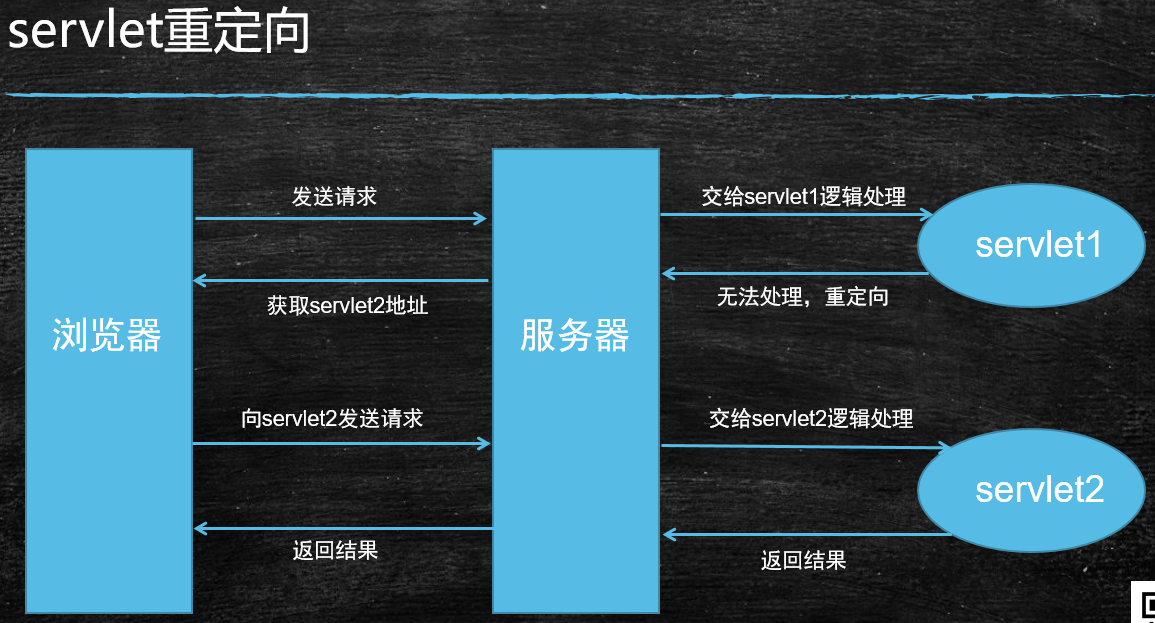 servlet重定向
发送请求
交给servlet1逻辑处理
servlet1
获取servlet2地址
无法处理，重定向
浏览器
服务器
向servlet2发送请求
交给servlet2逻辑处理
servlet2
返回结果
返回结果